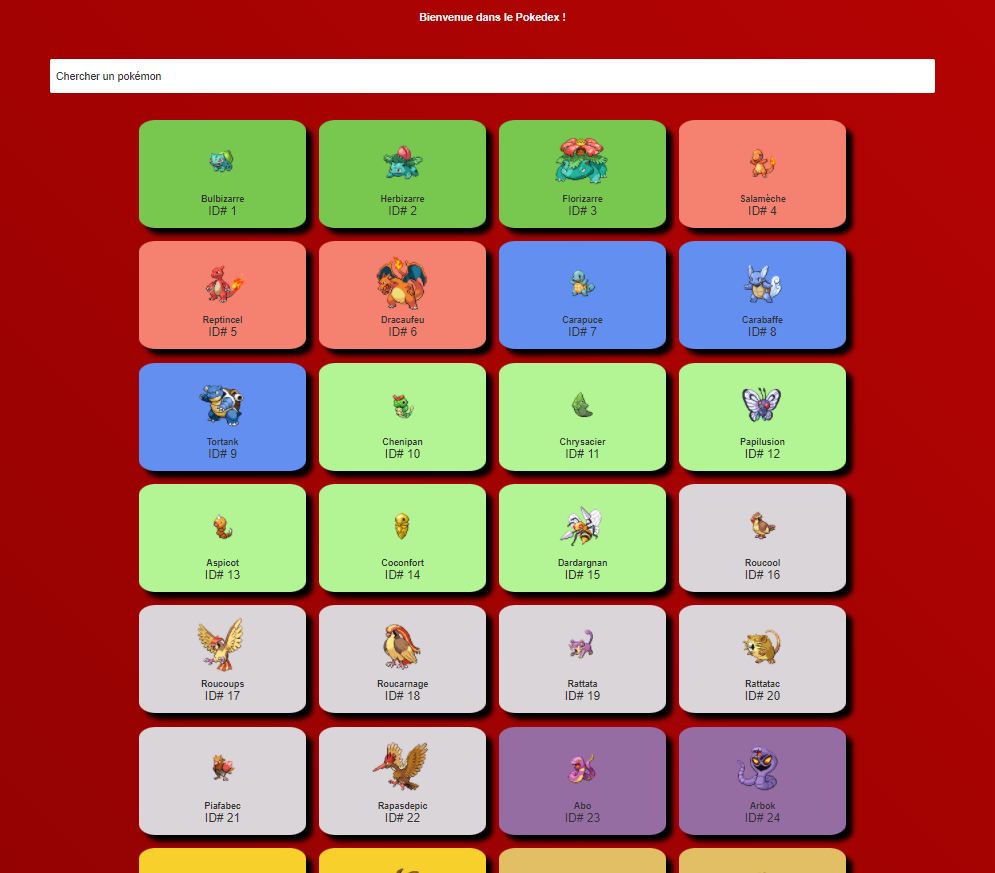 Bienvenue dans le Pokedex !
Chercher un pokémon
Bulbizarre
ID# 1
Herbizarre
ID# 2
Florizarre
ID# 3
Salamèche
ID# 4
Reptincel
ID# 5
Dracaufeu
ID# 6
Carapuce
ID# 7
Carabaffe
ID# 8
Tortank
ID# 9
Chenipan
ID# 10
Chrysacier
ID# 11
Papilusion
ID# 12
Aspicot
ID# 13
Coconfort
ID# 14
Dardargnan
ID# 15
Roucool
ID# 16
Roucoups
ID# 17
Roucarnage
ID# 18
Rattata
ID# 19
Rattatac
ID# 20
Piafabec
ID# 21
Rapasdepic
ID# 22
Abo
ID# 23
Arbok
ID# 24